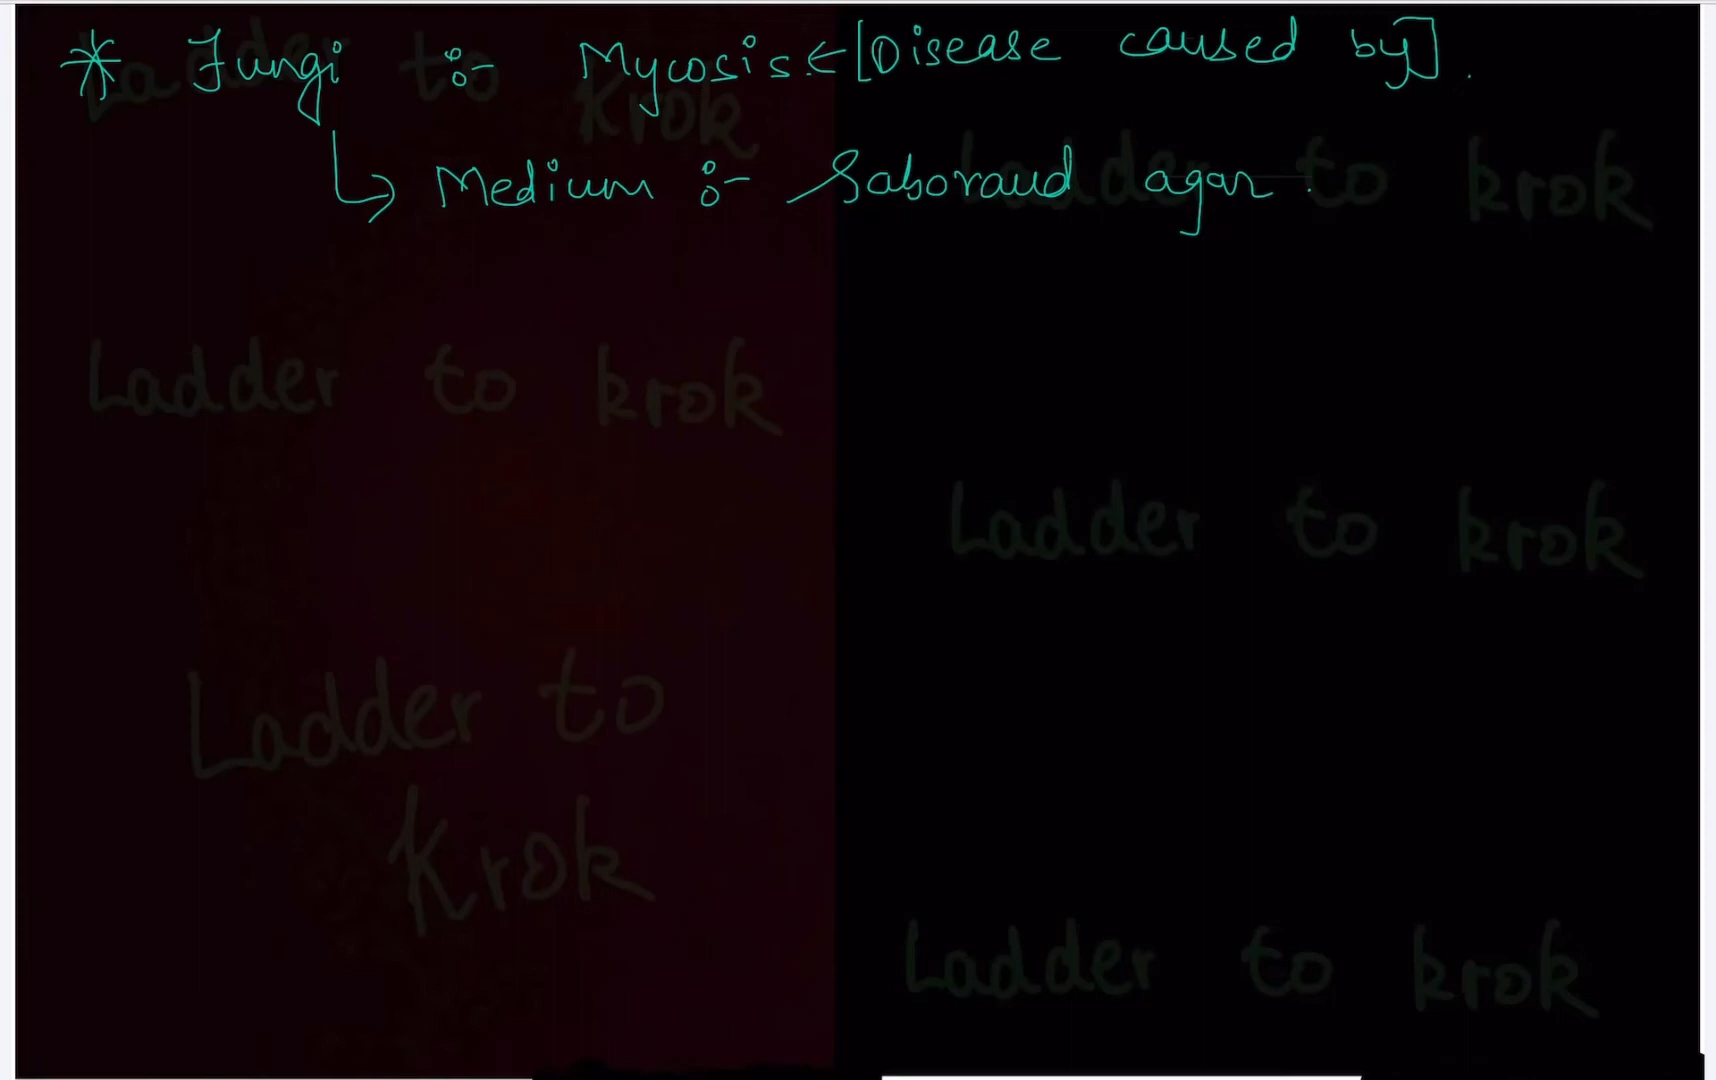 * Fungi :- Mycosis ← [Disease caused by].
↳ Medium :- Saboraud agar.
Ladder to
Krok
Ladder to krok
Ladder to krok
Ladder to krok
Ladder to
Krok
Ladder to krok